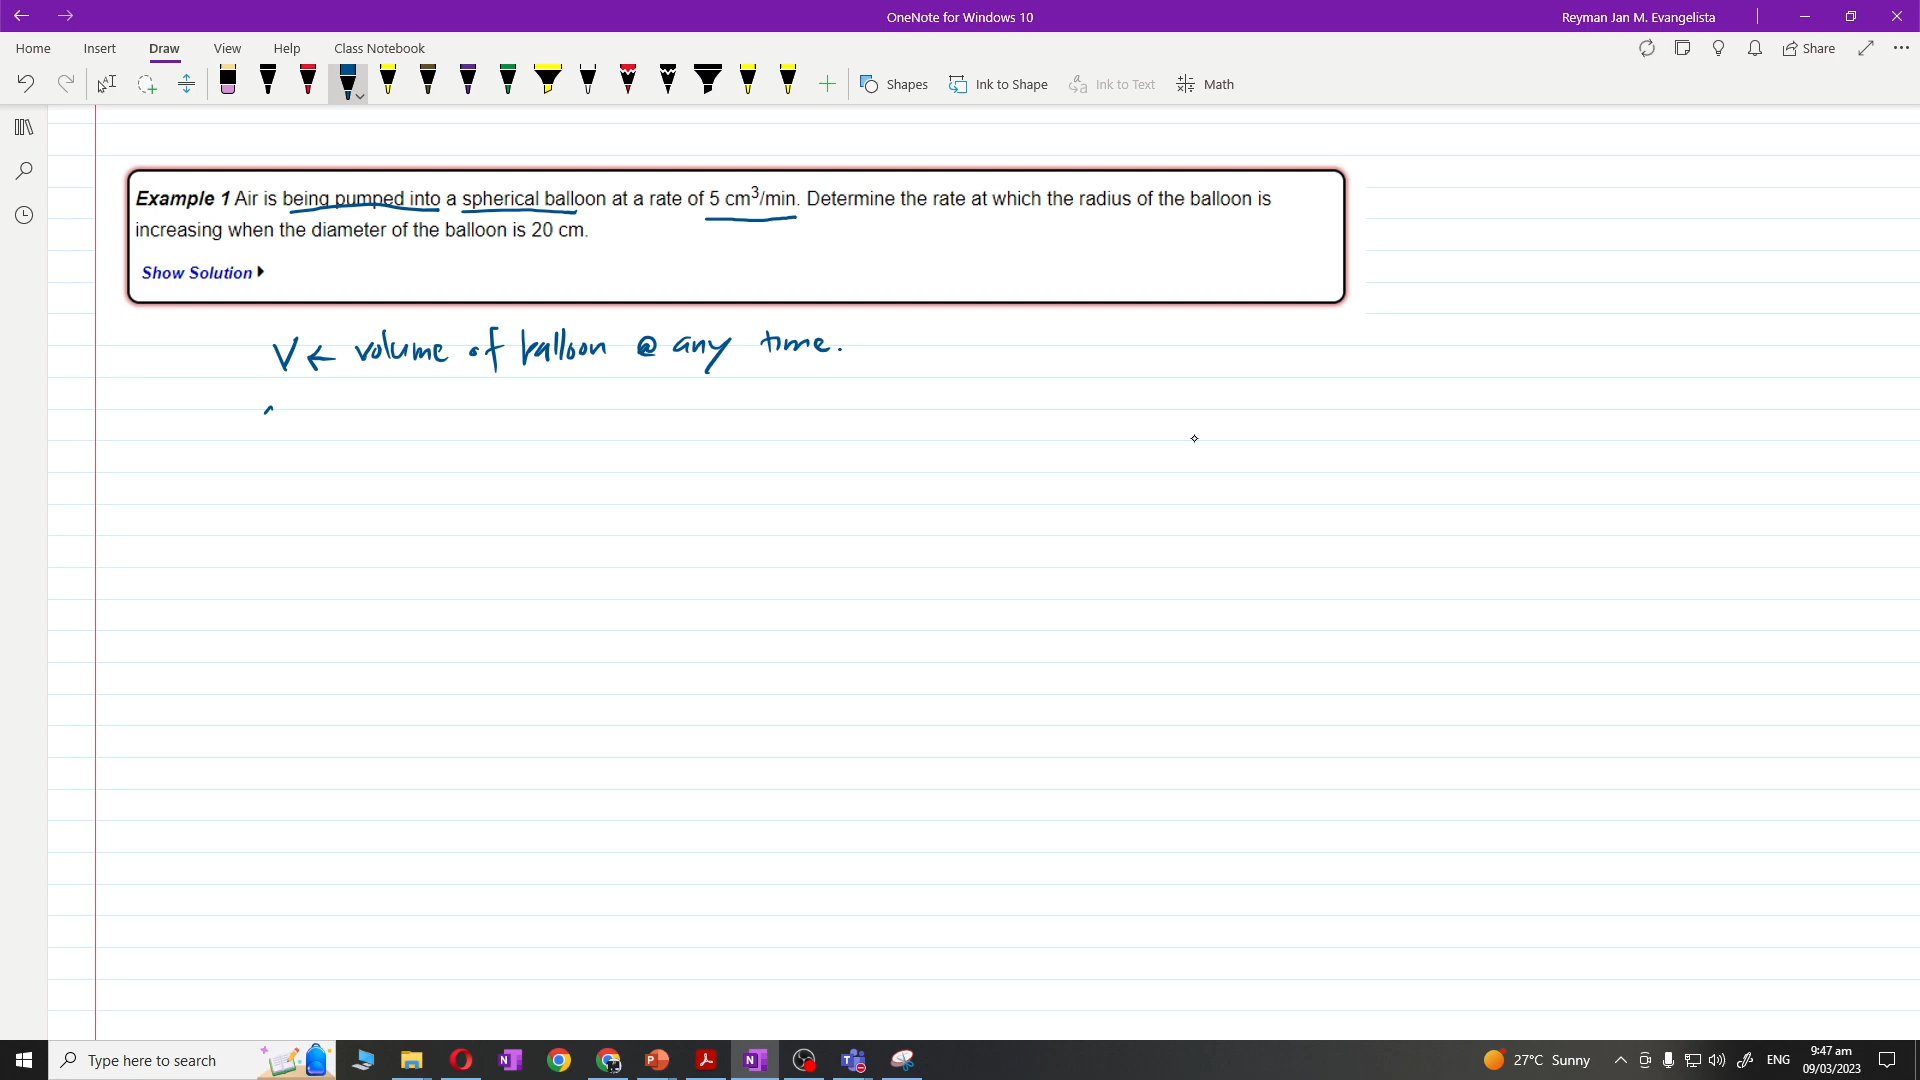 OneNote for Windows 10
Reyman Jan M. Evangelista
Home Insert Draw View Help Class Notebook
Share
Shapes Ink to Shape Ink to Text Math
Example 1 Air is being pumped into a spherical balloon at a rate of 5 cm³/min. Determine the rate at which the radius of the balloon is
increasing when the diameter of the balloon is 20 cm.
Show Solution
V ← volume of balloon @ any time.
Type here to search
27°C Sunny
ENG
9:47 am
09/03/2023